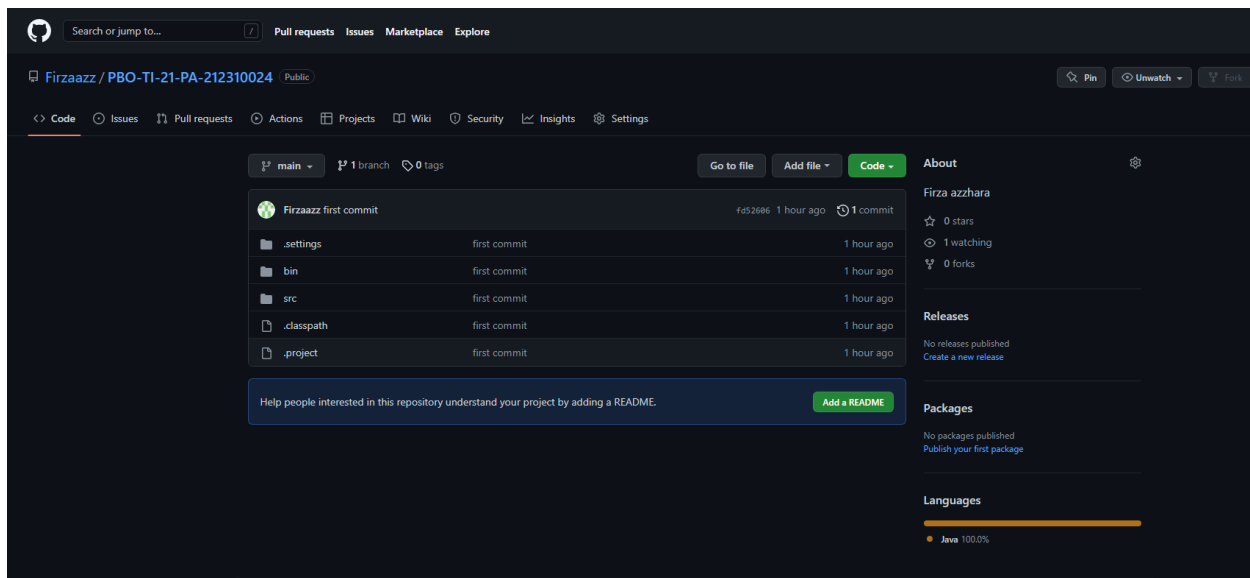 Search or jump to... /
Pull requests Issues Marketplace Explore
Firzaazz / PBO-TI-21-PA-212310024 Public
Pin Unwatch Fork
Code Issues Pull requests Actions Projects Wiki Security Insights Settings
main 1 branch 0 tags
Go to file Add file Code
Firzaazz first commit fd52606 1 hour ago 1 commit
.settings first commit 1 hour ago
bin first commit 1 hour ago
src first commit 1 hour ago
.classpath first commit 1 hour ago
.project first commit 1 hour ago
Help people interested in this repository understand your project by adding a README. Add a README
About
Firza azzhara
0 stars
1 watching
0 forks
Releases
No releases published
Create a new release
Packages
No packages published
Publish your first package
Languages
Java 100.0%